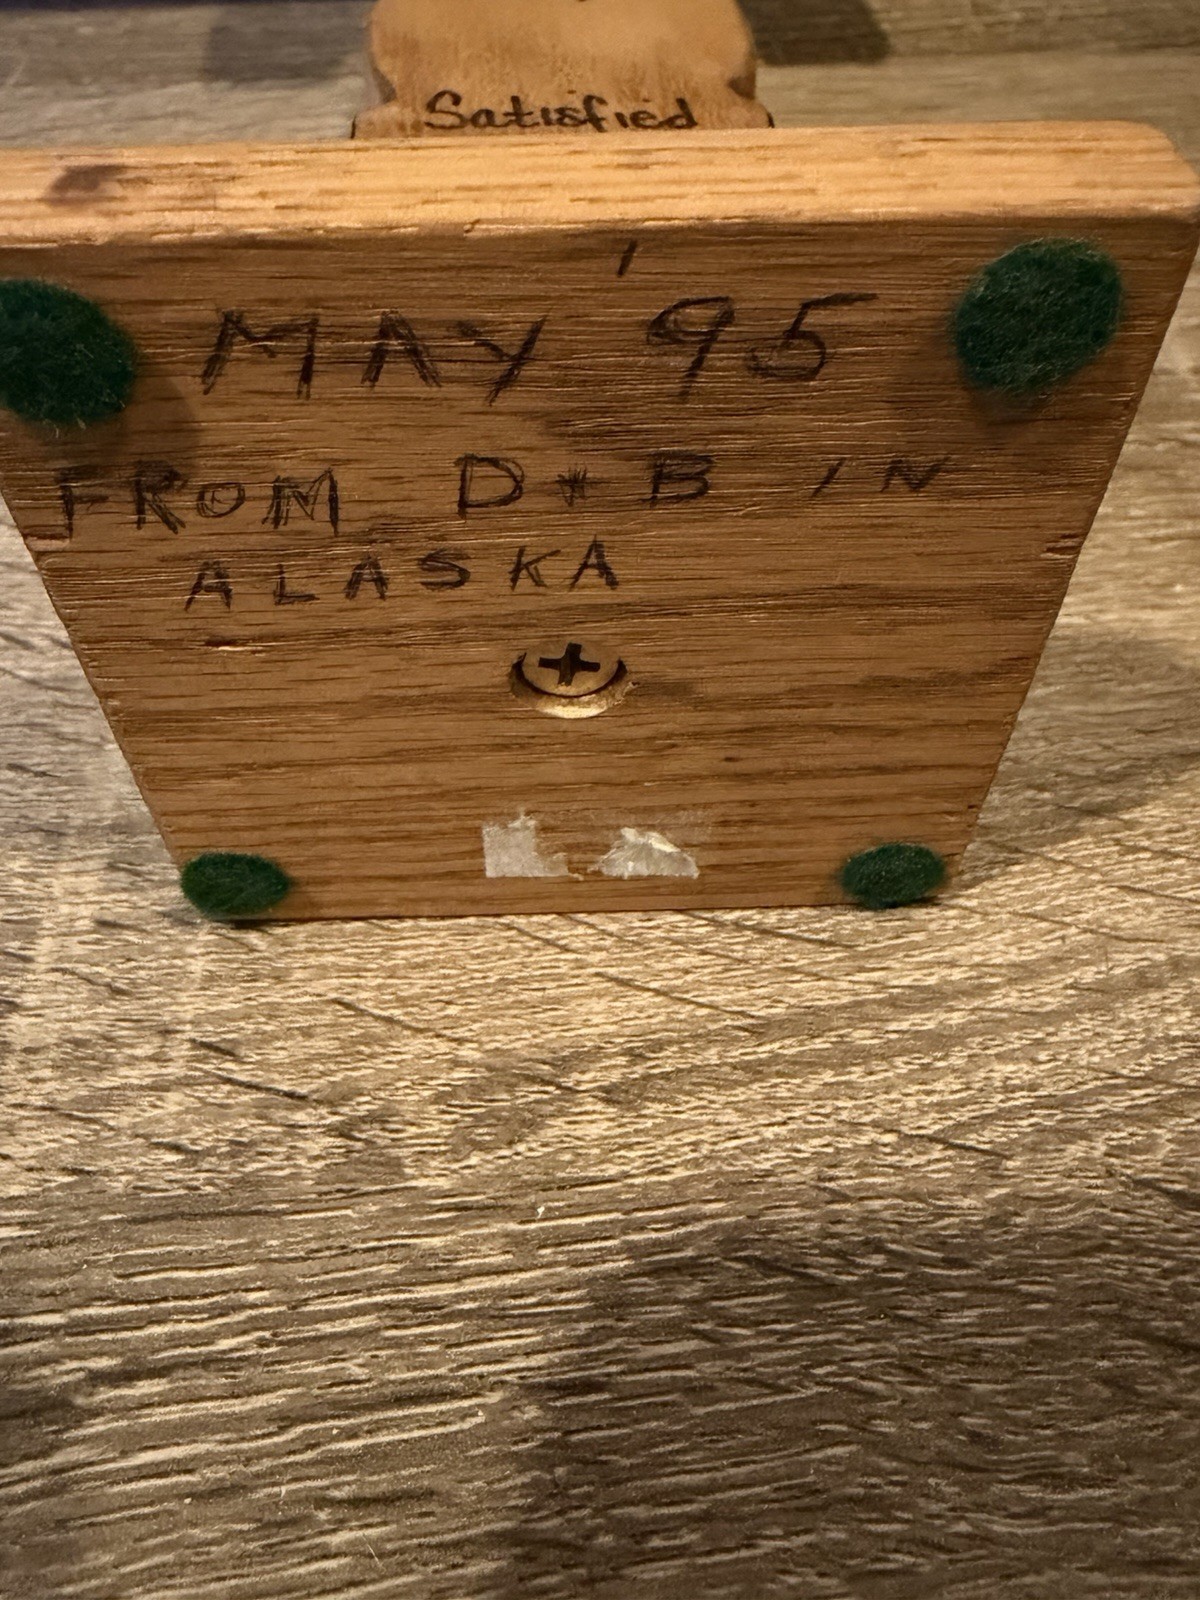 Satisfied
MAY '95
FROM D + B IN
ALASKA